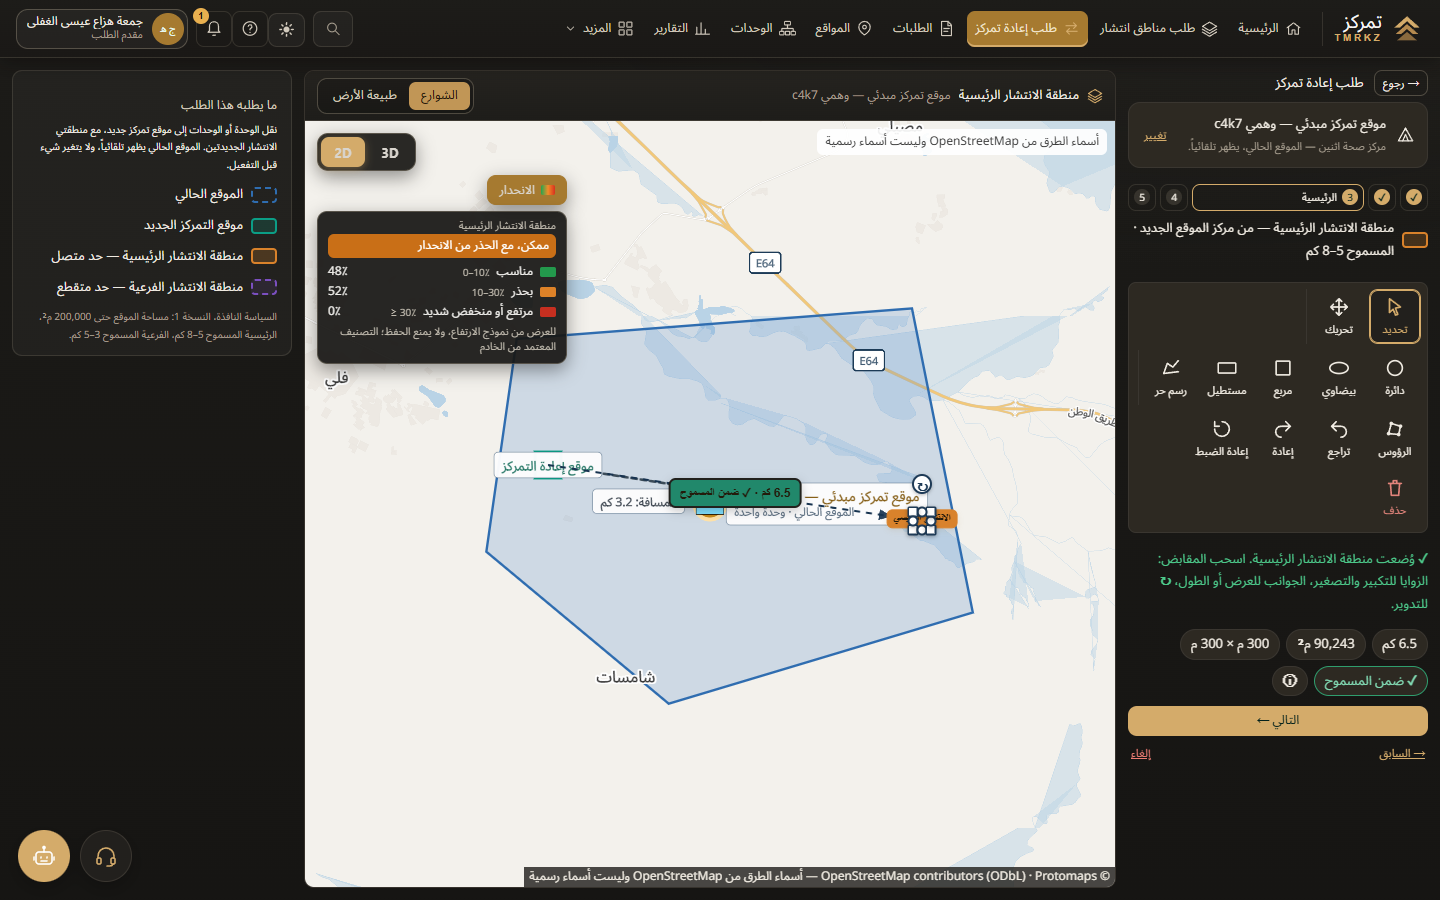 تمركز
TMRKZ
الرئيسية
طلب مناطق انتشار
طلب إعادة تمركز
الطلبات
المواقع
الوحدات
التقارير
المزيد
1
جمعة هزاع عيسى الغفلي
مقدم الطلب
ج ه
→ رجوع
طلب إعادة تمركز
موقع تمركز مبدئي — وهمي c4k7
مركز صحة اثنين — الموقع الحالي، يظهر تلقائياً.
تغيير
✓
✓
3 الرئيسية
4
5
منطقة الانتشار الرئيسية — من مركز الموقع الجديد · المسموح 5–8 كم
تحديد
تحريك
دائرة
بيضاوي
مربع
مستطيل
رسم حر
الرؤوس
تراجع
إعادة
إعادة الضبط
حذف
✓ وُضعت منطقة الانتشار الرئيسية. اسحب المقابض:
الزوايا للتكبير والتصغير، الجوانب للعرض أو الطول، ↻
للتدوير.
6.5 كم
90,243 م²
300 م × 300 م
✓ ضمن المسموح
التالي ←
→ السابق
إلغاء
منطقة الانتشار الرئيسية
موقع تمركز مبدئي — وهمي c4k7
الشوارع
طبيعة الأرض
أسماء الطرق من OpenStreetMap وليست أسماء رسمية
2D
3D
الانحدار
منطقة الانتشار الرئيسية
ممكن، مع الحذر من الانحدار
مناسب 0–10٪ 48٪
بحذر 10–30٪ 52٪
مرتفع أو منخفض شديد ≥ 30٪ 0٪
للعرض من نموذج الارتفاع، ولا يمنع الحفظ؛ التصنيف
المعتمد من الخادم
E64
E64
فلي
طريق الوطن
موقع إعادة التمركز
6.5 كم · ✓ ضمن المسموح
موقع تمركز مبدئي —
الموقع الحالي · وحدة واحدة
مسافة: 3.2 كم
شامسات
© OpenStreetMap contributors (ODbL) · Protomaps — أسماء الطرق من OpenStreetMap وليست أسماء رسمية
ما يطلبه هذا الطلب
نقل الوحدة أو الوحدات إلى موقع تمركز جديد، مع منطقتي
الانتشار الجديدتين. الموقع الحالي يظهر تلقائياً، ولا يتغير شيء
قبل التفعيل.
الموقع الحالي
موقع التمركز الجديد
منطقة الانتشار الرئيسية — حد متصل
منطقة الانتشار الفرعية — حد متقطع
السياسة النافذة، النسخة 1: مساحة الموقع حتى 200,000 م²،
الرئيسية المسموح 5–8 كم، الفرعية المسموح 3–5 كم.